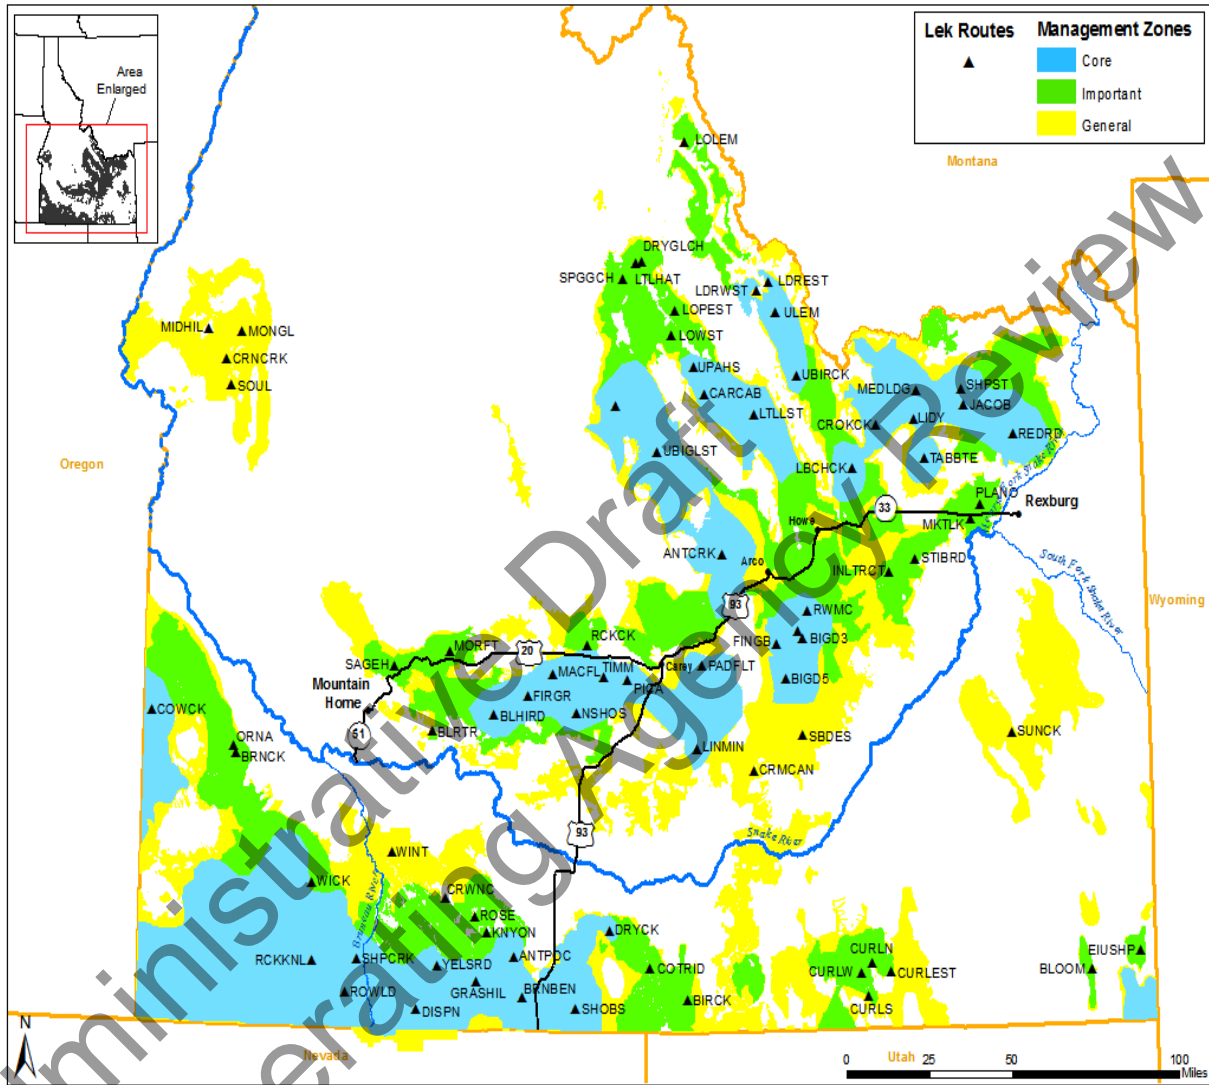 Area
Enlarged
Lek Routes
Management Zones
Core
Important
General
Montana
LOLEM
DRYGLCH
SPGGCH
LTLHAT
LDREST
LDRWST
LOPEST
ULEM
MIDHIL
MONGL
LOWST
CRNCRK
UPAHS
UBIRCK
SOUL
CARCAB
MEDLDG
SHPST
LTLLST
JACOB
CROKCK
LIDY
REDRD
Oregon
UBIGLST
TABBTE
LBCHCK
PLANO
Rexburg
33
MKTLK
Howe
ANTCRK
STIBRD
Arco
INLTRCT
South Fork Snake River
Wyoming
93
RWMC
RCKCK
FINGB
BIGD3
MORFT
20
SAGEH
MACFL
TIMM
Carey
PADFLT
PICA
BIGD5
Mountain
Home
FIRGR
COWCK
BLHIRD
NSHOS
51
BLRTR
ORNA
BRNCK
SBDES
SUNCK
LINMIN
CRMCAN
93
Snake River
WINT
WICK
Bruneau River
CRWNC
ROSE
KNYON
DRYCK
CURLN
EIUSHP
RCKKNL
SHPCRK
YELSRD
ANTPOC
COTRID
CURLW
CURLEST
BLOOM
ROWLD
GRASHIL
BRNBEN
DISPN
SHOBS
BIRCK
CURLS
N
Nevada
Utah
0 25 50 100
Miles
ministrative Draft
erating Agency Review